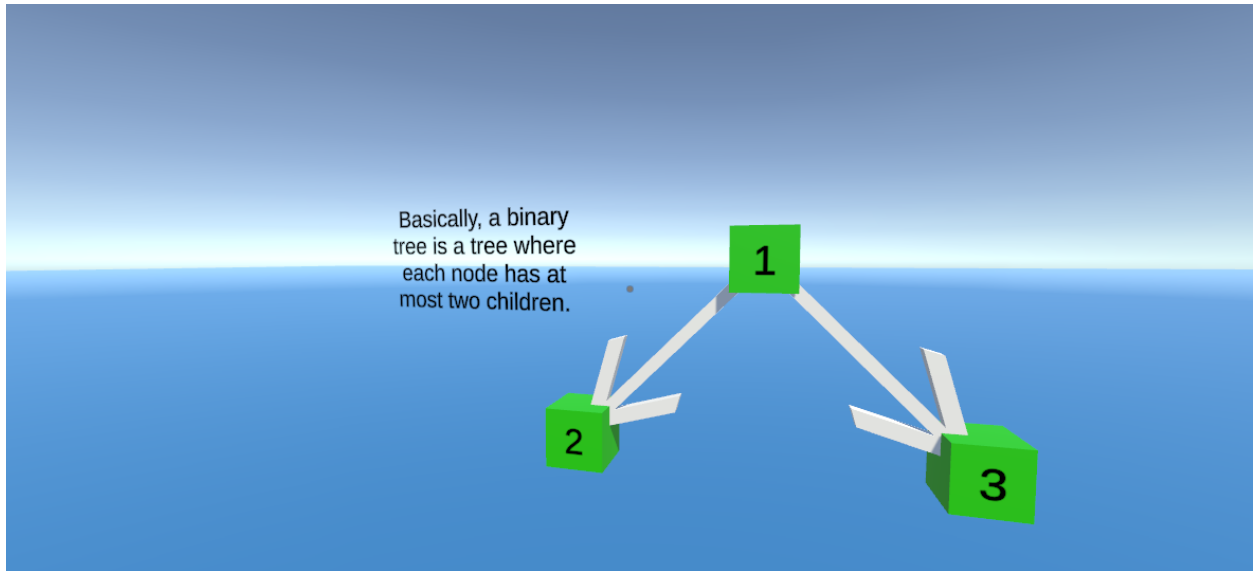 Basically, a binary
tree is a tree where
each node has at
most two children.
1
2
3